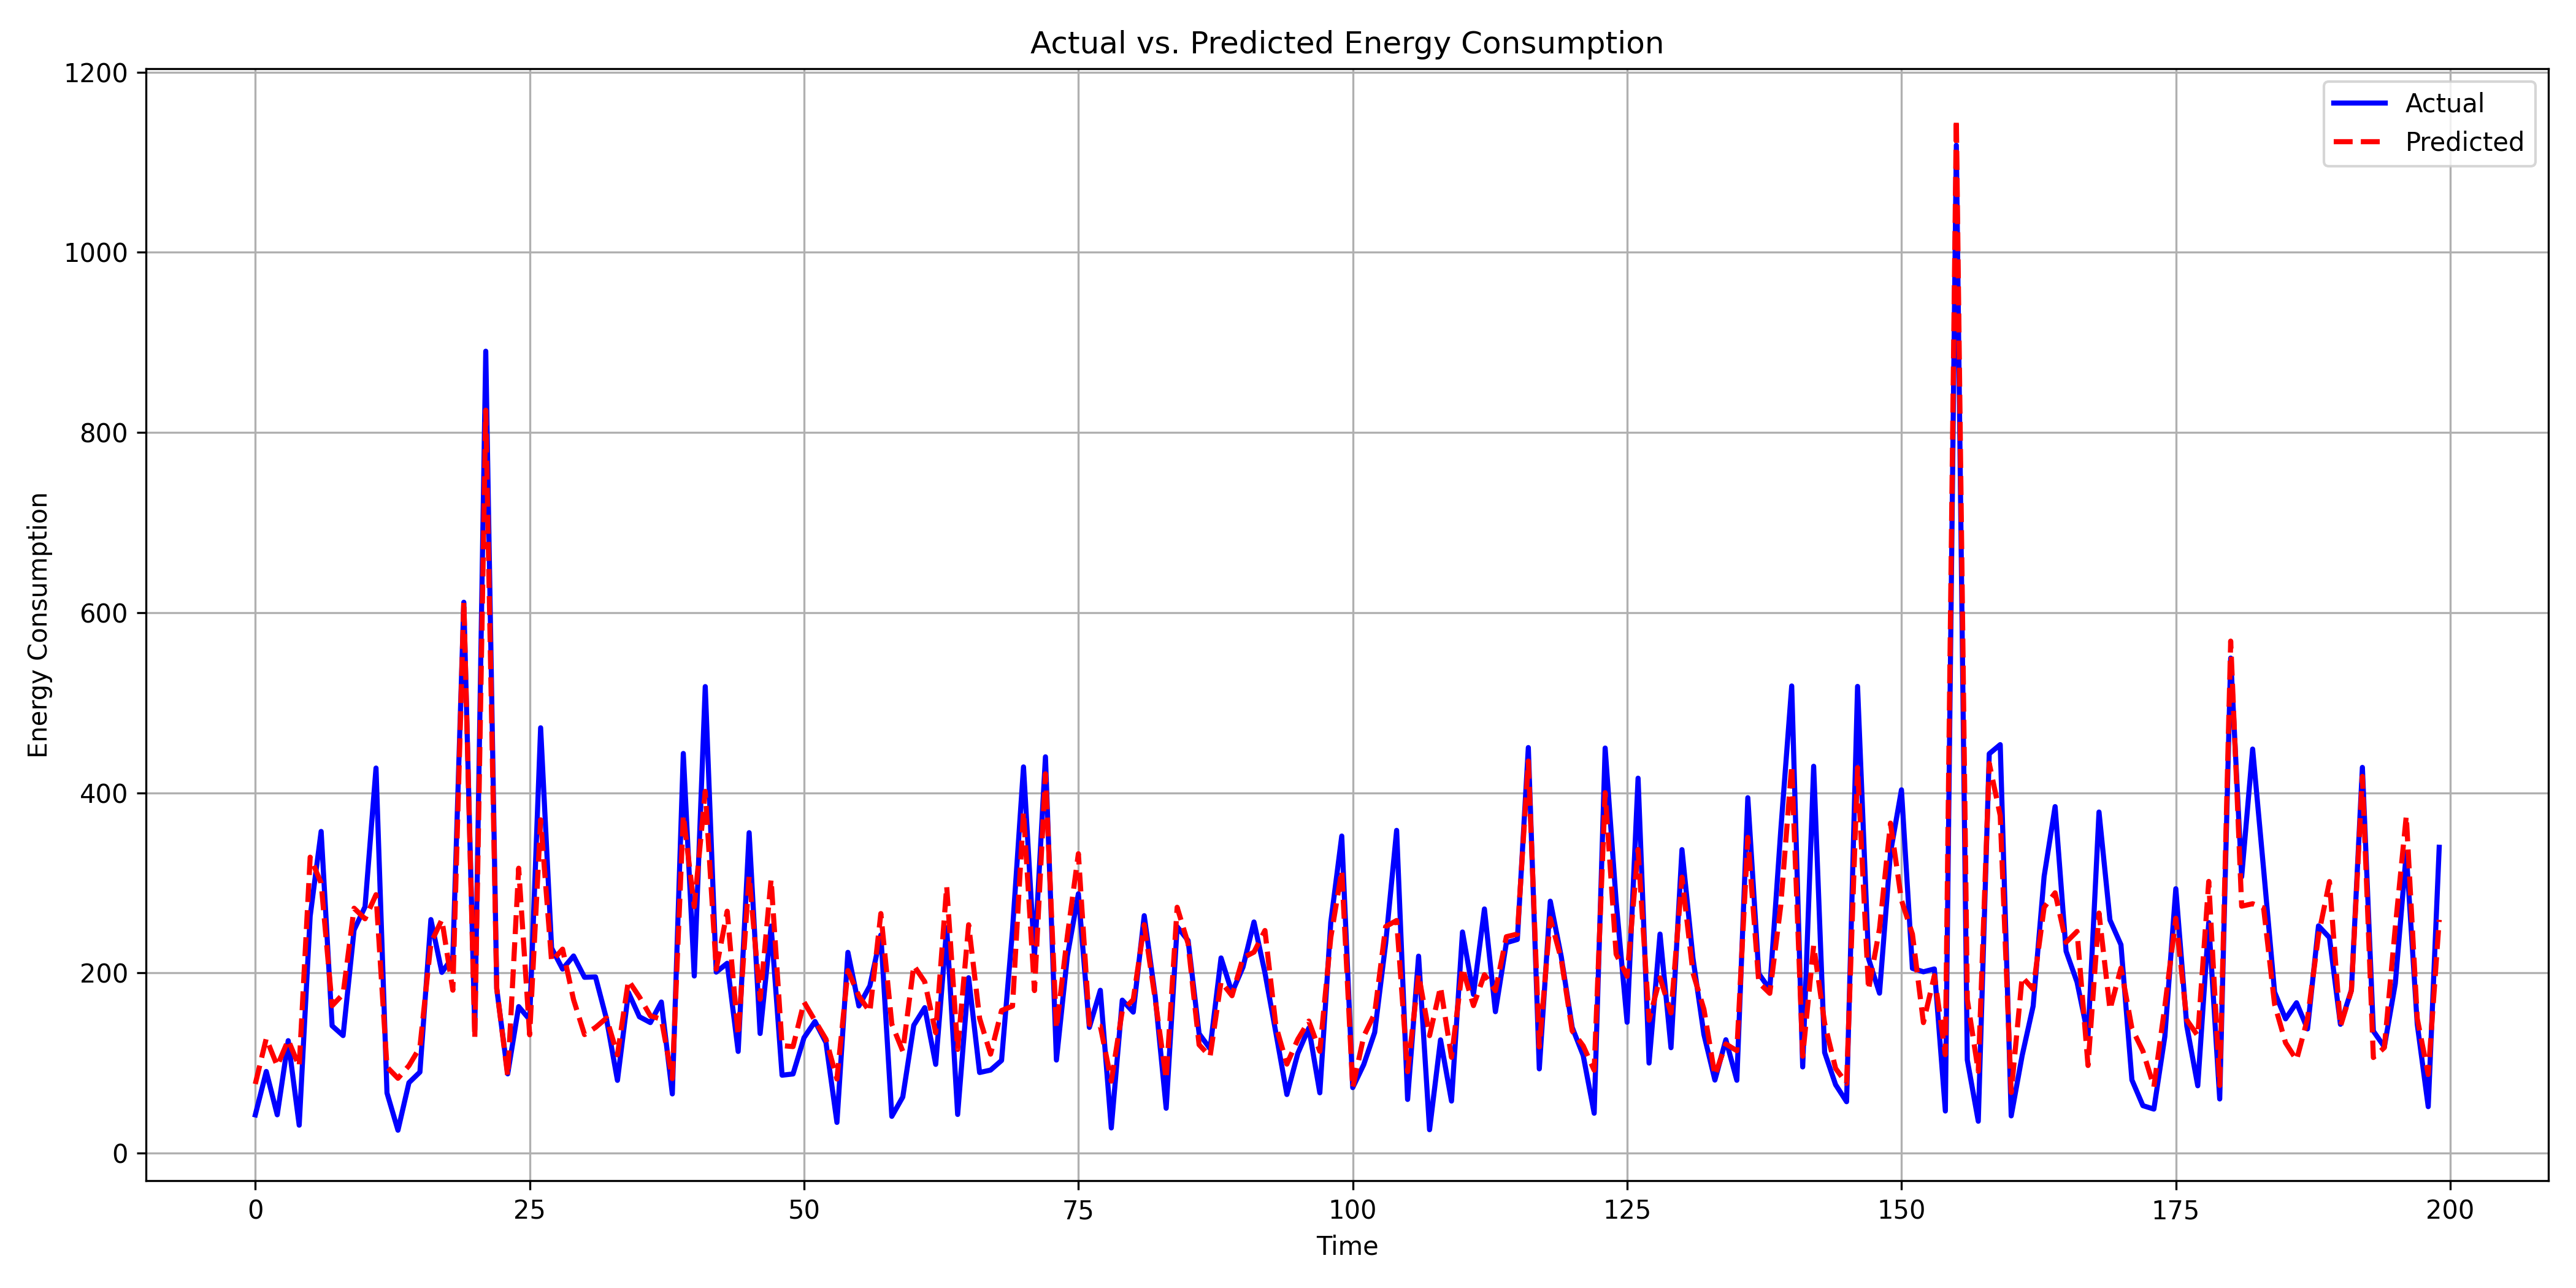 Actual vs. Predicted Energy Consumption
Actual
Predicted
Energy Consumption
1200
1000
800
600
400
200
0
0 25 50 75 100 125 150 175 200
Time